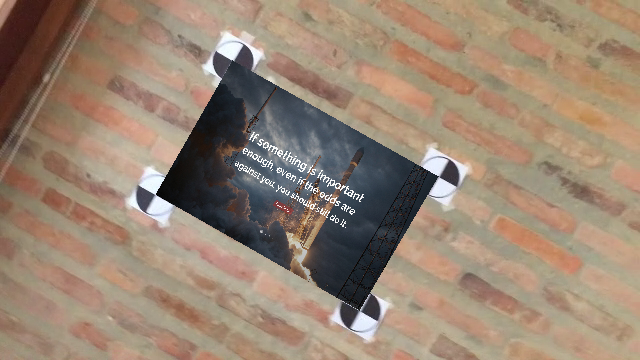 If something is important
enough, even if the odds are
against you, you should still do it.